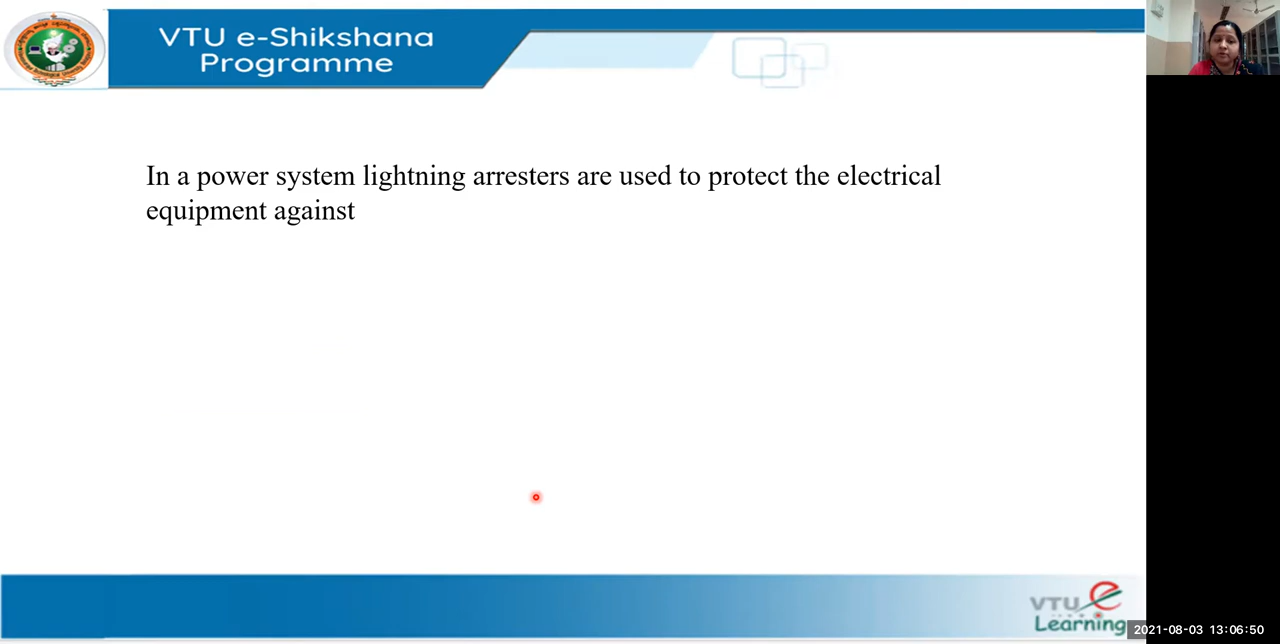 VTU e-Shikshana
Programme
In a power system lightning arresters are used to protect the electrical
equipment against
VTU e
Learning
2021-08-03 13:06:50